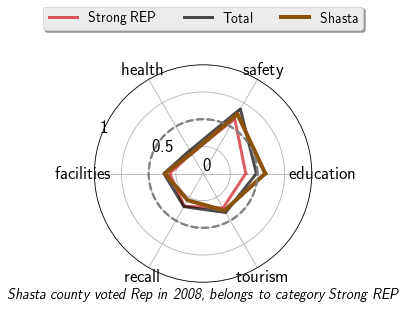 Strong REP Total Shasta
health safety
1
0.5
0
facilities education
recall tourism
Shasta county voted Rep in 2008, belongs to category Strong REP